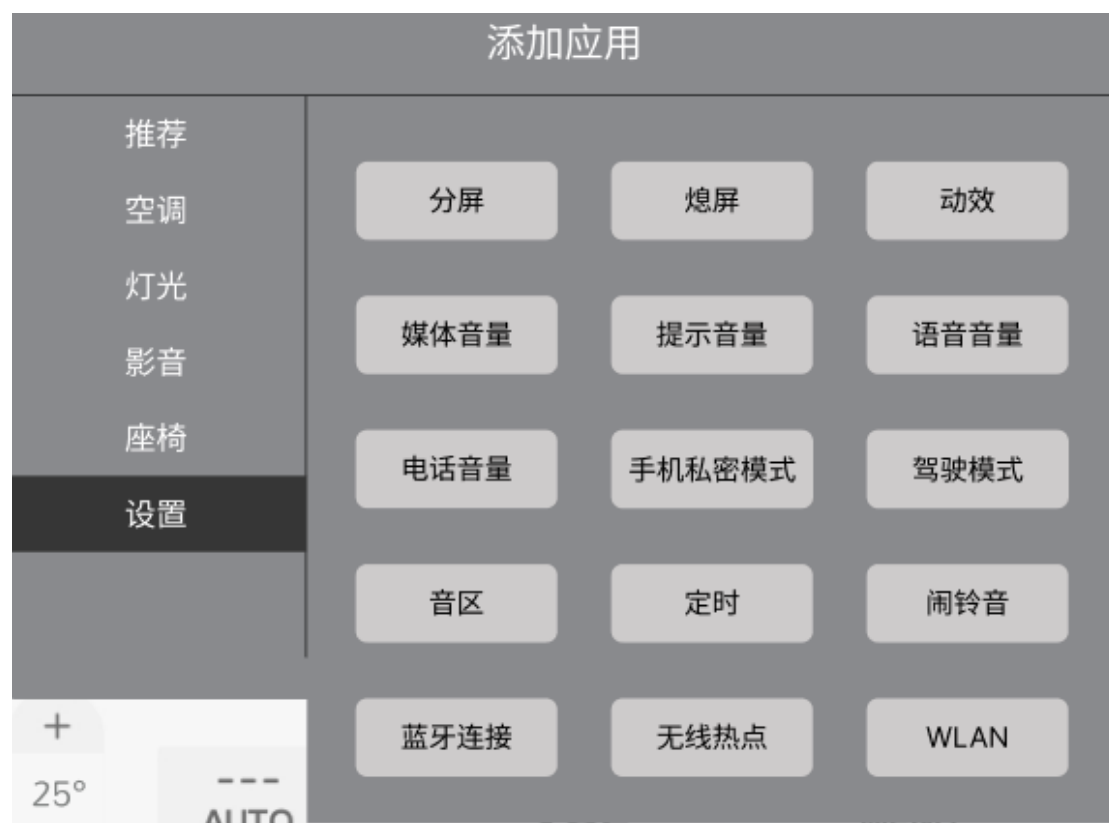 添加应用
推荐
空调
灯光
影音
座椅
设置
分屏 熄屏 动效
媒体音量 提示音量 语音音量
电话音量 手机私密模式 驾驶模式
音区 定时 闹铃音
蓝牙连接 无线热点 WLAN
+
25°
---
AUTO